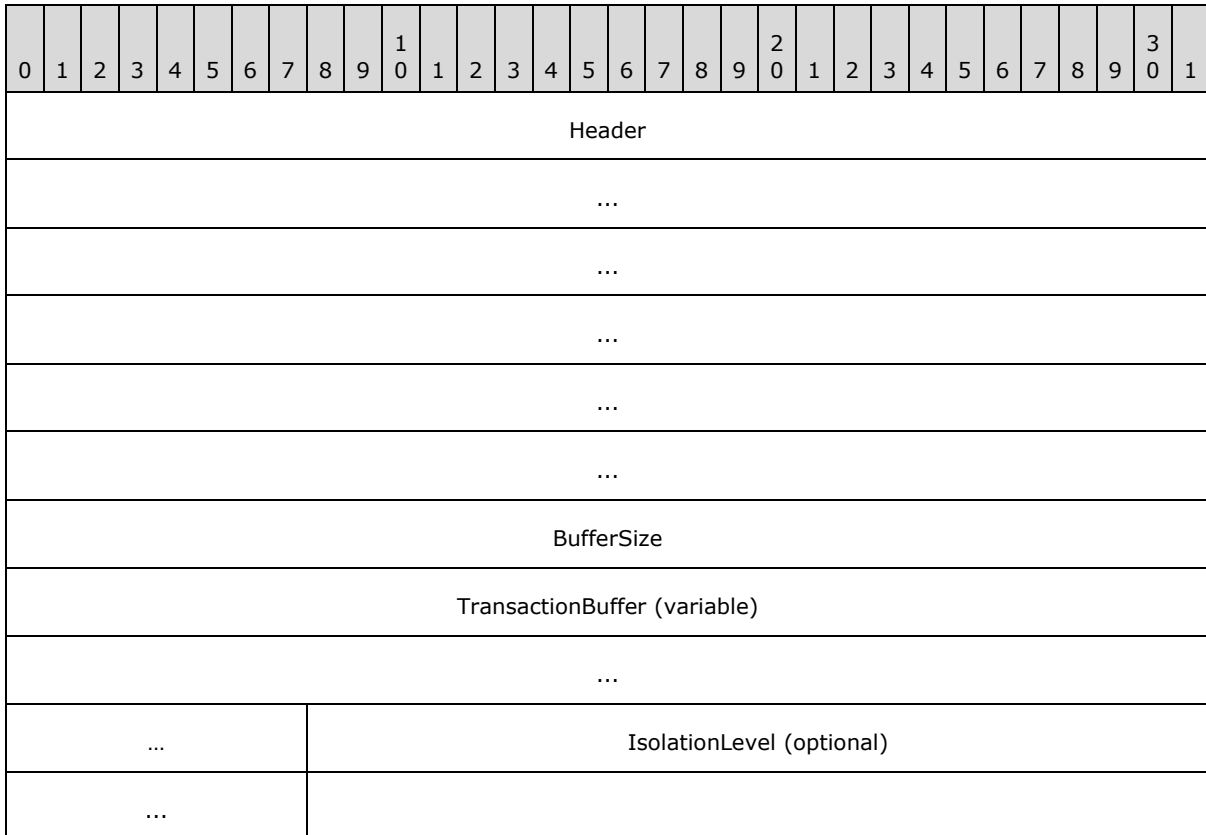 1 2 3
0 1 2 3 4 5 6 7 8 9 0 1 2 3 4 5 6 7 8 9 0 1 2 3 4 5 6 7 8 9 0 1
Header
...
...
...
...
...
BufferSize
TransactionBuffer (variable)
...
... IsolationLevel (optional)
...